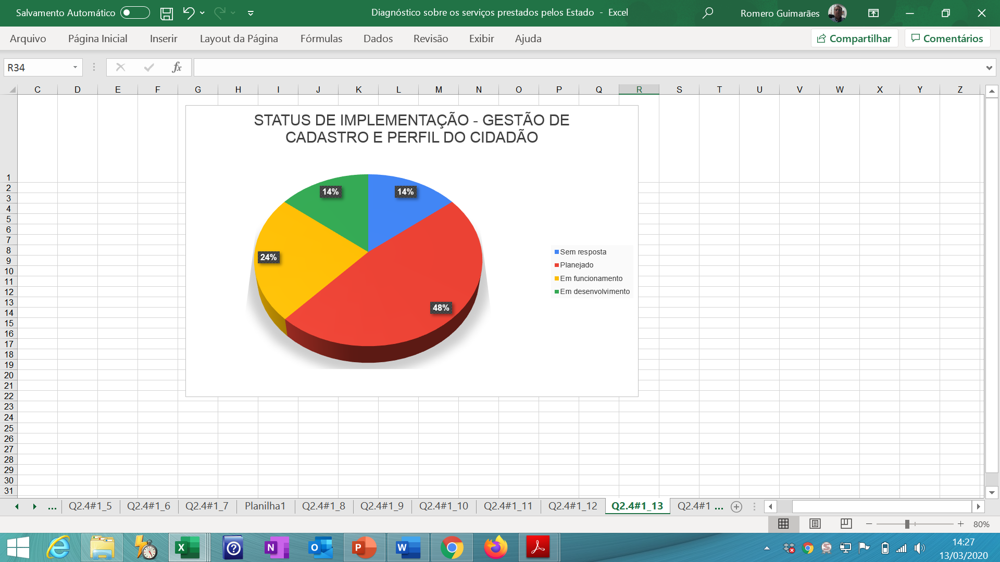 Salvamento Automático
Diagnóstico sobre os serviços prestados pelos Estado - Excel
Romero Guimarães
Arquivo Página Inicial Inserir Layout da Página Fórmulas Dados Revisão Exibir Ajuda
Compartilhar Comentários
R34 fx
C D E F G H I J K L M N O P Q R S T U V W X Y Z
STATUS DE IMPLEMENTAÇÃO - GESTÃO DE
CADASTRO E PERFIL DO CIDADÃO
14% 14%
24%
48%
Sem resposta
Planejado
Em funcionamento
Em desenvolvimento
1
2
3
4
5
6
7
8
9
10
11
12
13
14
15
16
17
18
19
20
21
22
23
24
25
26
27
28
29
30
31
... Q2.4#1_5 Q2.4#1_6 Q2.4#1_7 Planilha1 Q2.4#1_8 Q2.4#1_9 Q2.4#1_10 Q2.4#1_11 Q2.4#1_12 Q2.4#1_13 Q2.4#1 ...
80%
14:27
13/03/2020